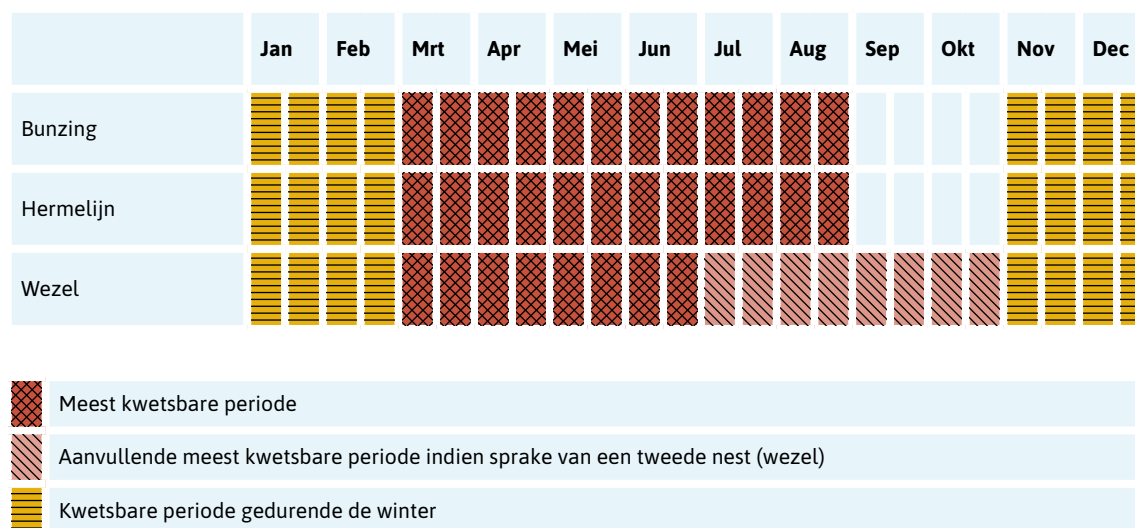 Jan Feb Mrt Apr Mei Jun Jul Aug Sep Okt Nov Dec
Bunzing
Hermelijn
Wezel
Meest kwetsbare periode
Aanvullende meest kwetsbare periode indien sprake van een tweede nest (wezel)
Kwetsbare periode gedurende de winter